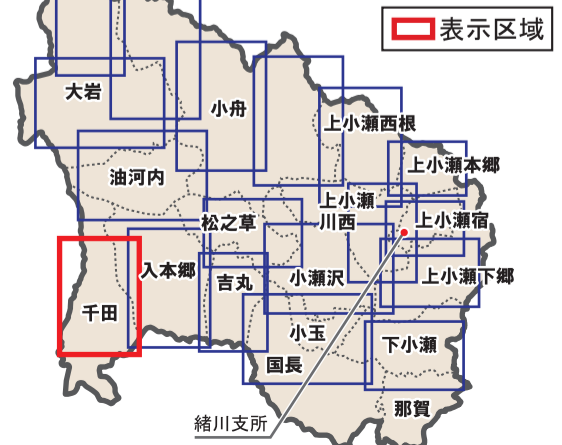 表示区域
大岩
小舟
上小瀬西根
上小瀬本郷
油河内
上小瀬
川西
松之草
上小瀬宿
入本郷
吉丸
小瀬沢
上小瀬下郷
千田
小玉
下小瀬
国長
那賀
緒川支所